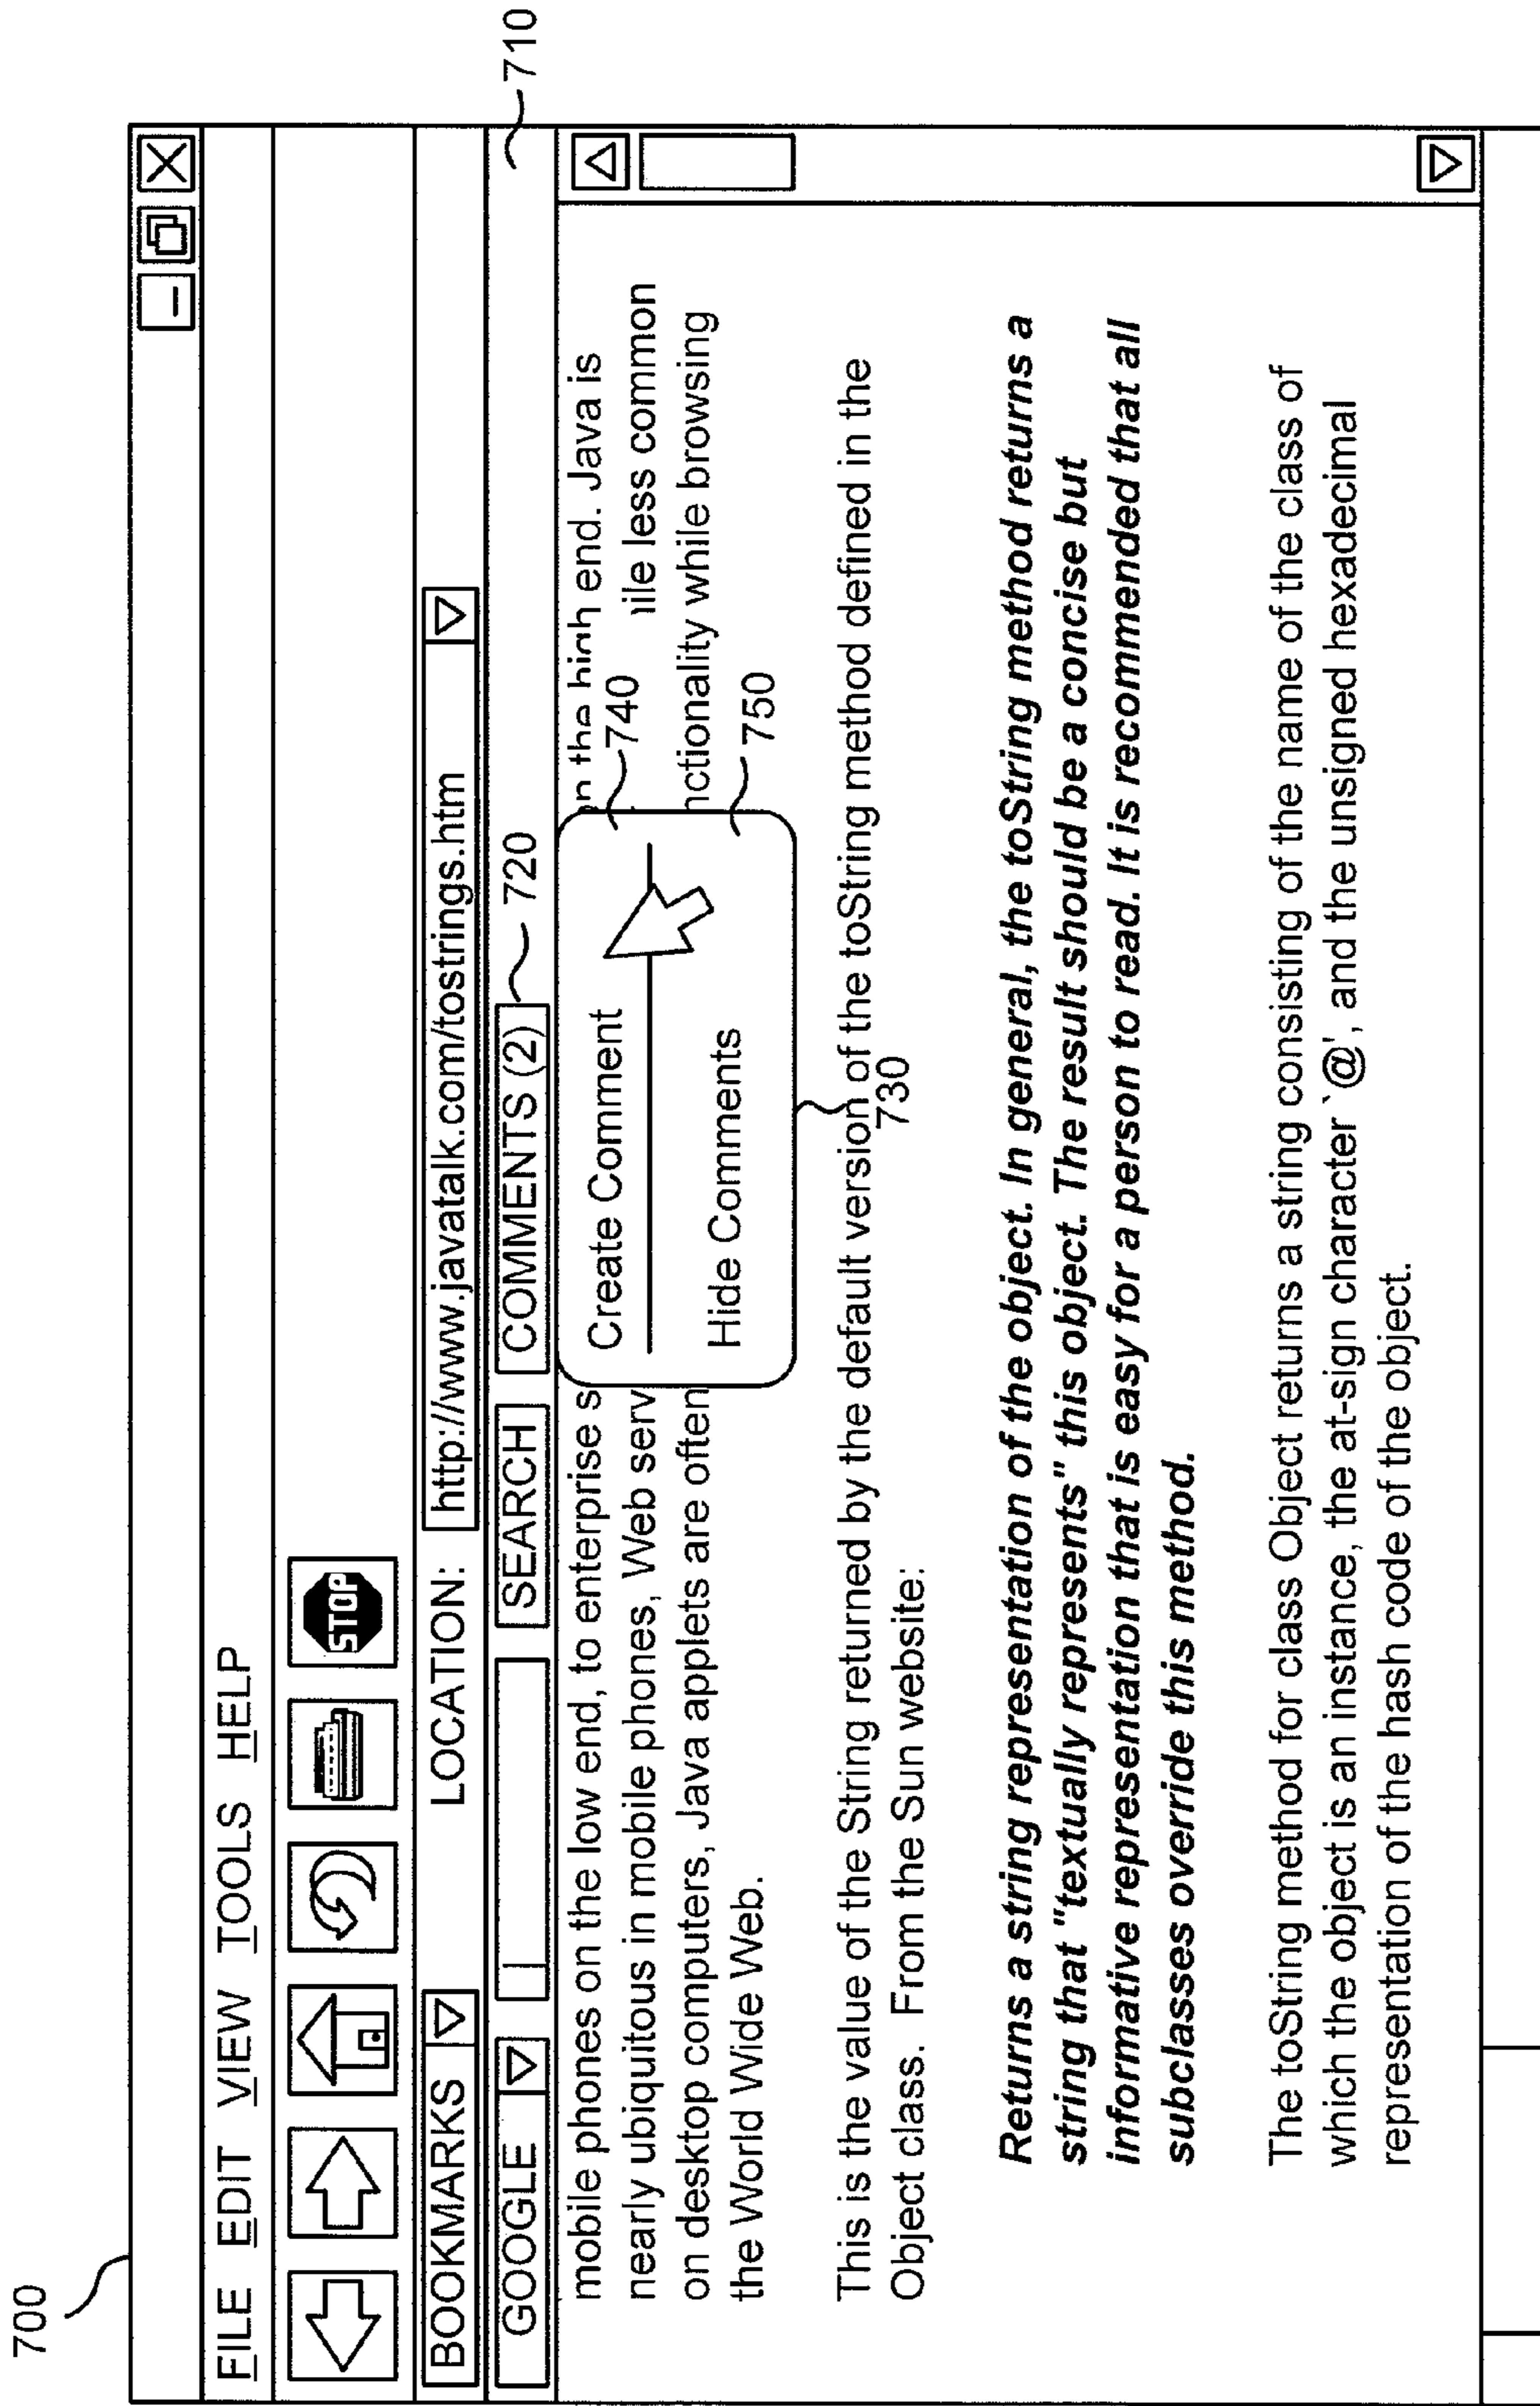 700
FILE EDIT VIEW TOOLS HELP
STOP
BOOKMARKS LOCATION: http://www.javatalk.com/tostrings.htm
GOOGLE SEARCH COMMENTS (2) 720 710
mobile phones on the low end, to enterprise s on the high end. Java is
nearly ubiquitous in mobile phones, Web serv ile less common
on desktop computers, Java applets are often nctionality while browsing
the World Wide Web.
Create Comment 740
Hide Comments 750
730
This is the value of the String returned by the default version of the toString method defined in the
Object class. From the Sun website:
Returns a string representation of the object. In general, the toString method returns a
string that "textually represents" this object. The result should be a concise but
informative representation that is easy for a person to read. It is recommended that all
subclasses override this method.
The toString method for class Object returns a string consisting of the name of the class of
which the object is an instance, the at-sign character `@', and the unsigned hexadecimal
representation of the hash code of the object.